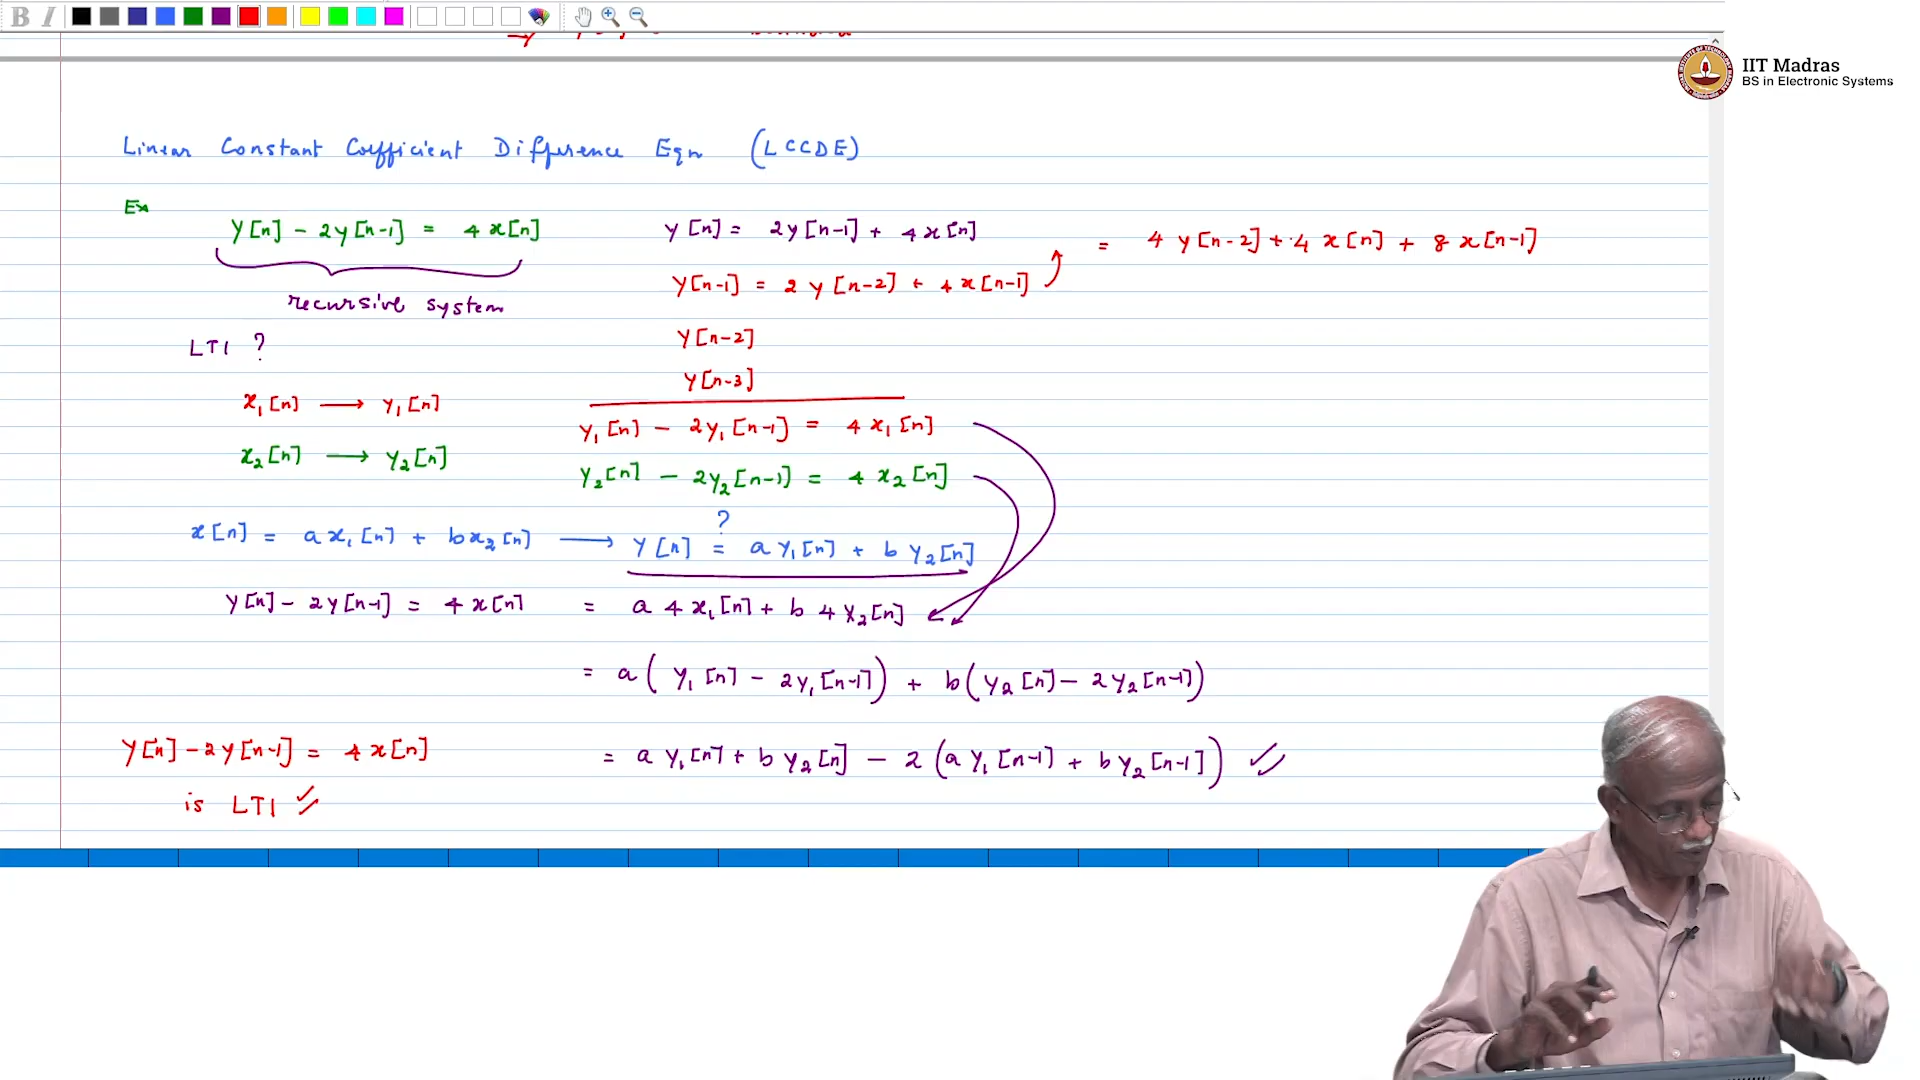 B I
IIT Madras
BS in Electronic Systems
Linear Constant Coefficient Difference Eqn (LCCDE)
Ex
y[n] - 2y[n-1] = 4x[n]
recursive system
y[n] = 2y[n-1] + 4x[n]
= 4y[n-2] + 4x[n] + 8x[n-1]
y[n-1] = 2y[n-2] + 4x[n-1]
y[n-2]
y[n-3]
LTI ?
x₁[n] ⟶ y₁[n]
x₂[n] ⟶ y₂[n]
y₁[n] - 2y₁[n-1] = 4x₁[n]
y₂[n] - 2y₂[n-1] = 4x₂[n]
?
x[n] = ax₁[n] + bx₂[n] ⟶ y[n] = ay₁[n] + by₂[n]
y[n] - 2y[n-1] = 4x[n] = a4x₁[n] + b4x₂[n]
= a(y₁[n] - 2y₁[n-1]) + b(y₂[n] - 2y₂[n-1])
= ay₁[n] + by₂[n] - 2(ay₁[n-1] + by₂[n-1])
y[n] - 2y[n-1] = 4x[n]
is LTI